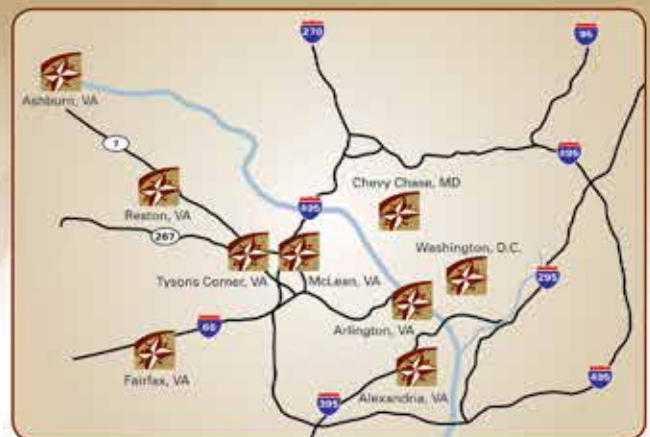 270
95
Ashburn, VA
7
495
Chevy Chase, MD
Reston, VA
495
267
Washington, D.C.
Tysons Corner, VA
McLean, VA
295
Arlington, VA
66
Fairfax, VA
495
Alexandria, VA
395